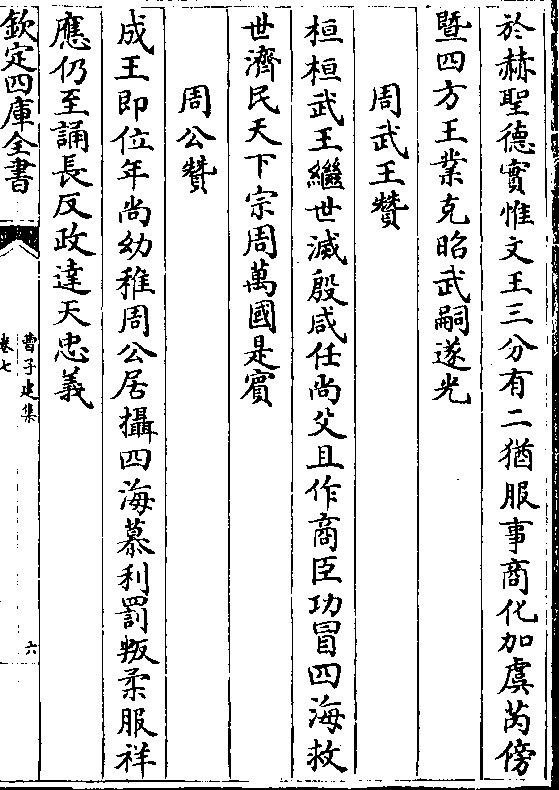 於赫聖德實惟文王三分有二猶服事商化加虞芮傍
暨四方王業克昭武嗣遂光
周武王贊
桓桓武王繼世滅殷咸任尚父且作商臣功冒四海救
世濟民天下宗周萬國是賓
周公贊
成王即位年尚幼稚周公居攝四海慕利罰叛柔服祥
應仍至誦長反政達天忠義
欽定四庫全書
曹子建集
卷七
六